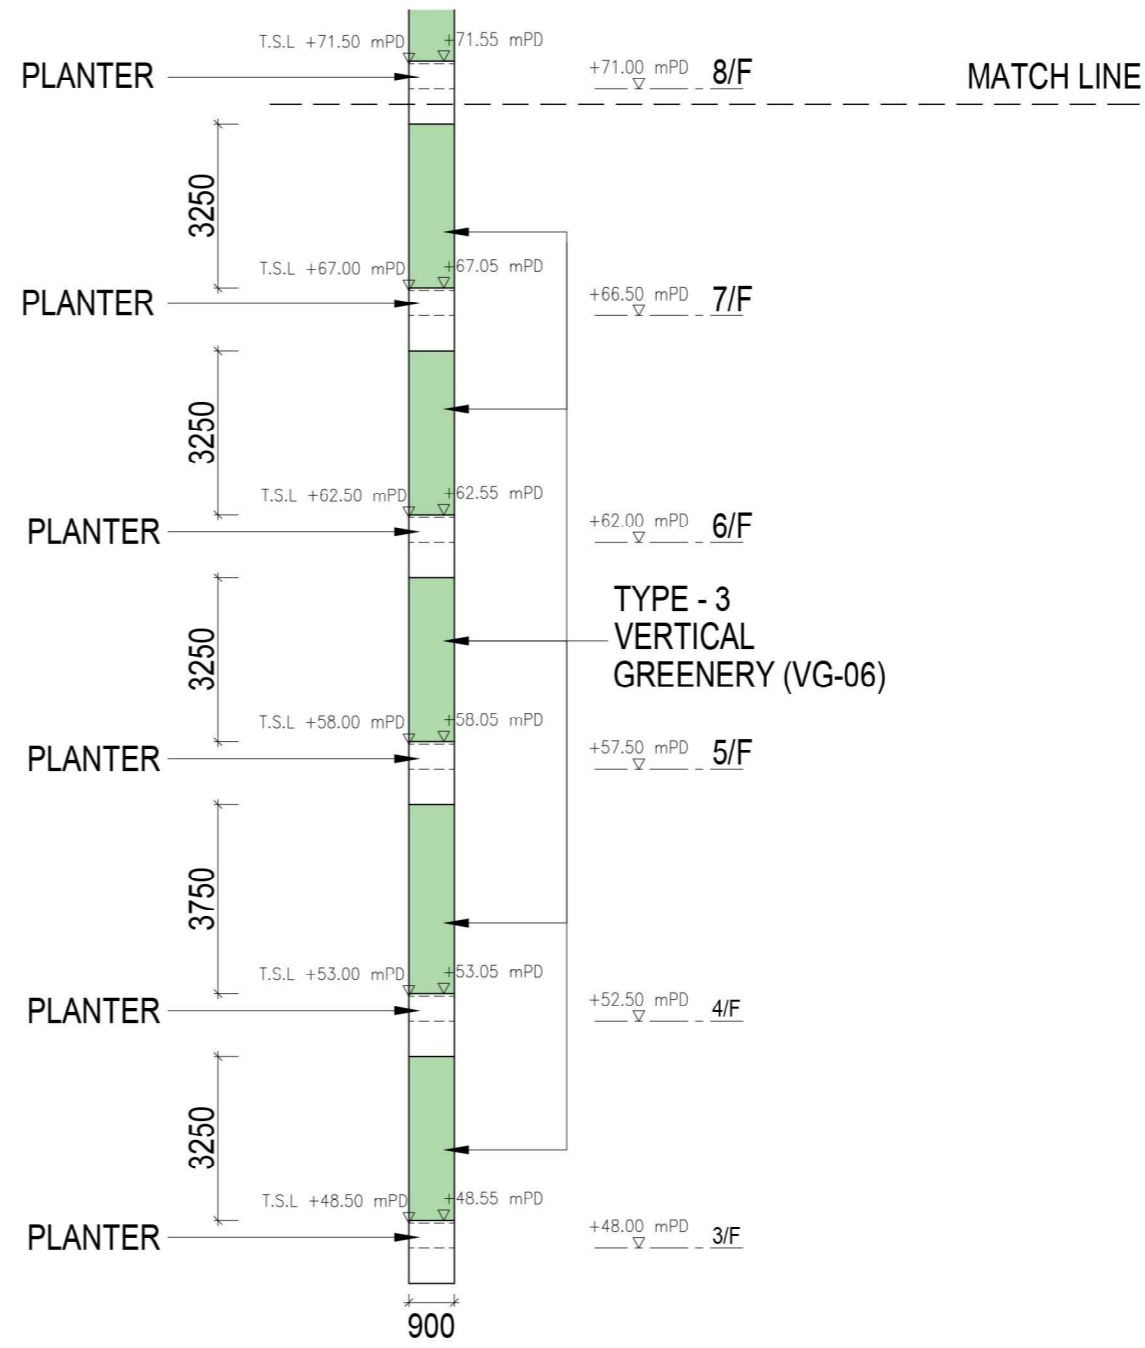 T.S.L +71.50 mPD
+71.55 mPD
PLANTER
+71.00 mPD
8/F
MATCH LINE
3250
T.S.L +67.00 mPD
+67.05 mPD
PLANTER
+66.50 mPD
7/F
3250
T.S.L +62.50 mPD
+62.55 mPD
PLANTER
+62.00 mPD
6/F
3250
TYPE - 3
VERTICAL
GREENERY (VG-06)
T.S.L +58.00 mPD
+58.05 mPD
PLANTER
+57.50 mPD
5/F
3750
T.S.L +53.00 mPD
+53.05 mPD
PLANTER
+52.50 mPD
4/F
3250
T.S.L +48.50 mPD
+48.55 mPD
PLANTER
+48.00 mPD
3/F
900